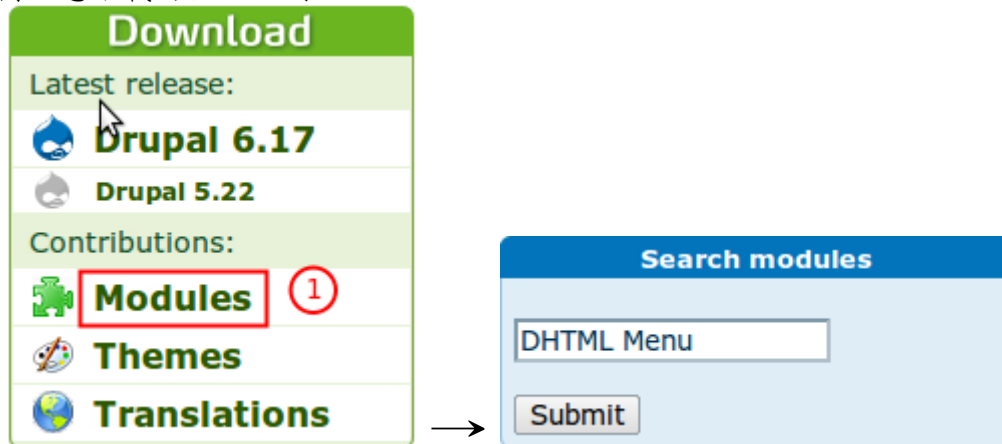 Download
Latest release:
Drupal 6.17
Drupal 5.22
Contributions:
Modules 1
Themes
Translations
→
Search modules
DHTML Menu
Submit